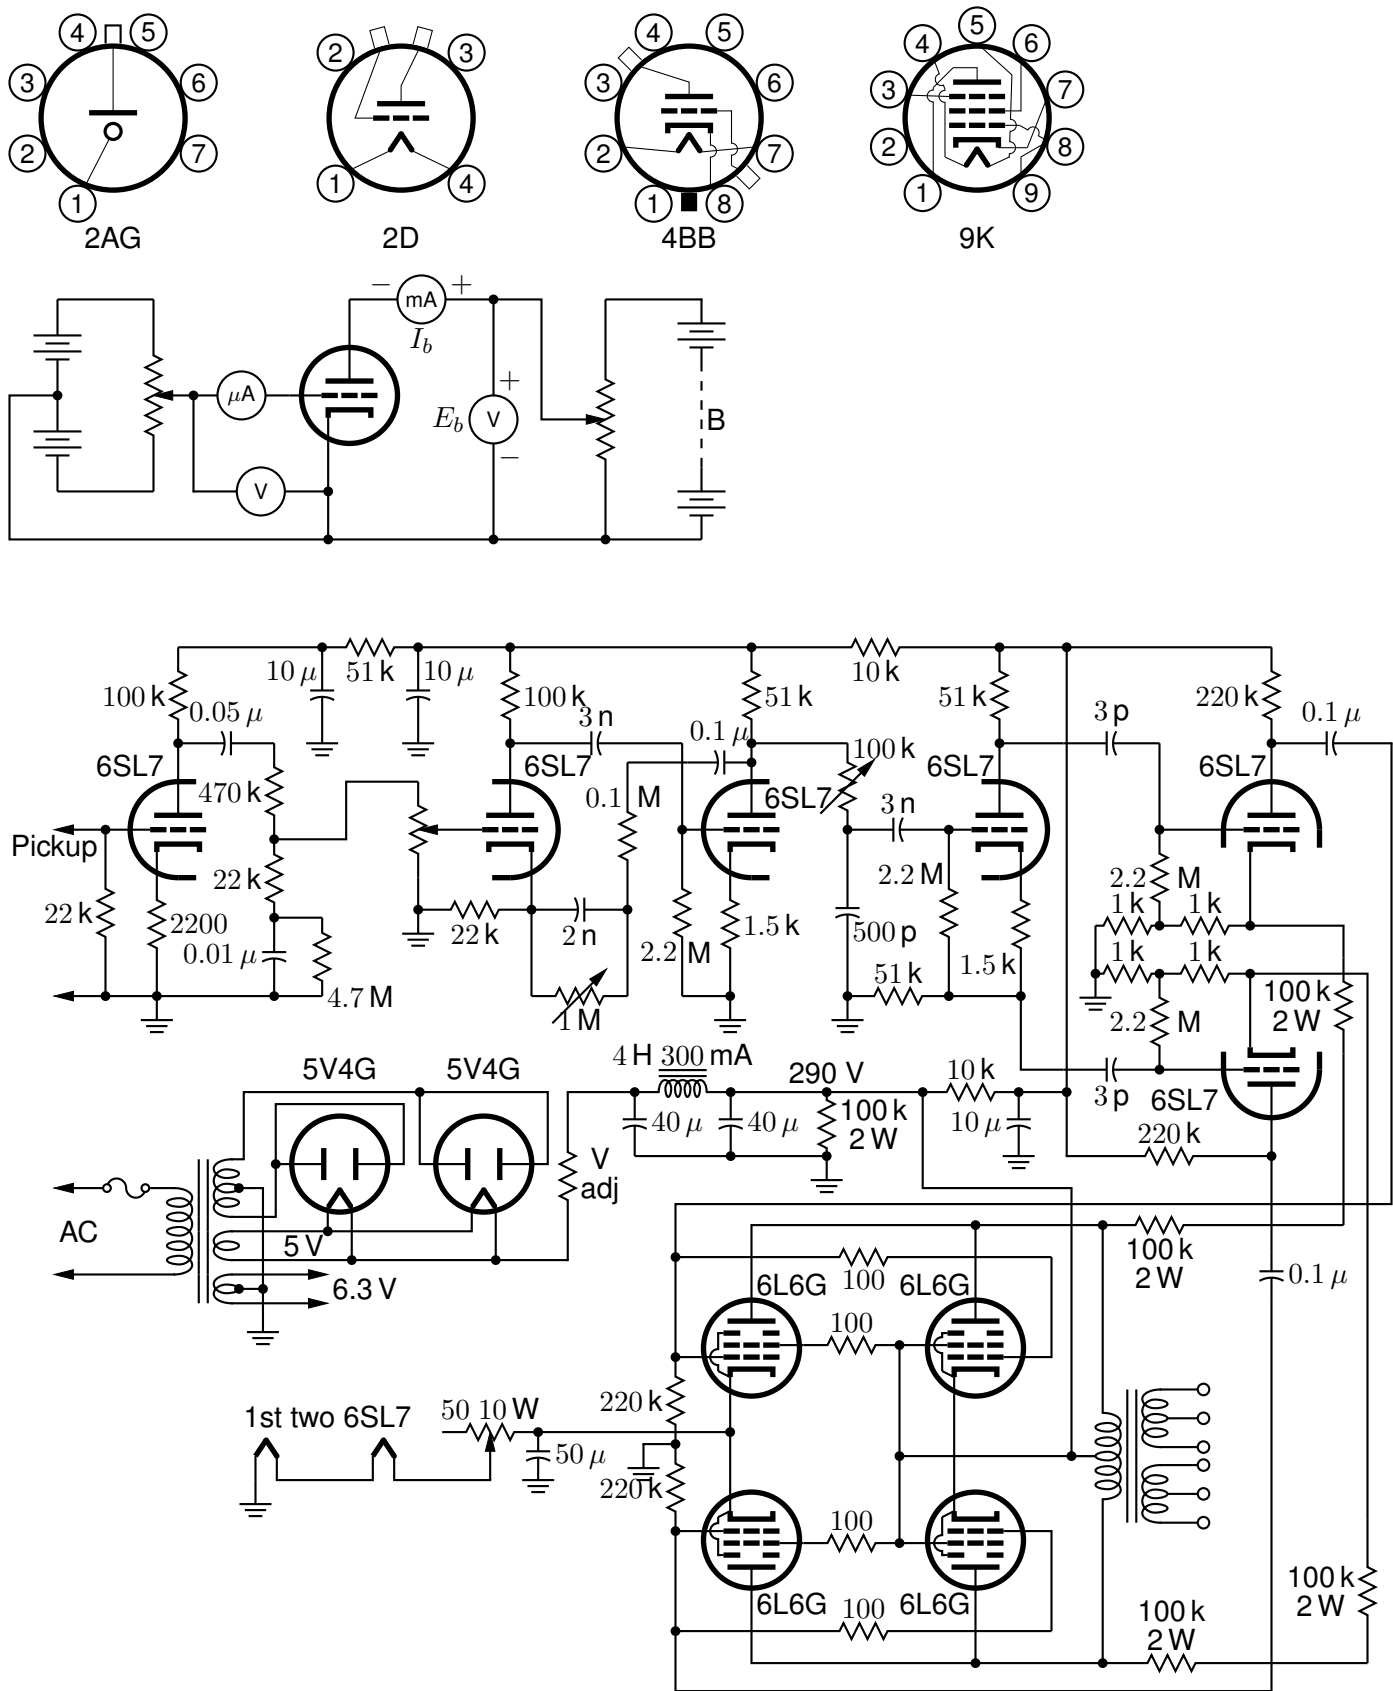 4 5 3 6 2 7 1
2AG
2 3 1 4
2D
4 5 3 6 2 7 1 8
4BB
5 4 6 3 7 2 8 1 9
9K
− mA +
I_b
μA
E_b + V −
B
V
10 μ
51 k
10 μ
10 k
100 k
0.05 μ
100 k
3 n
51 k
51 k
3 p
220 k
0.1 μ
6SL7
6SL7
0.1 μ
100 k
6SL7
6SL7
6SL7
470 k
0.1 M
3 n
Pickup
22 k
2.2 M
2.2 M
22 k
2200
0.01 μ
22 k
2 n
2.2 M
1.5 k
500 p
51 k
1.5 k
1 k
1 k
1 k
1 k
4.7 M
1 M
2.2 M
100 k
2 W
5V4G
5V4G
4 H 300 mA
290 V
10 k
3 p
6SL7
40 μ
40 μ
100 k
2 W
10 μ
220 k
V
adj
AC
5 V
6.3 V
100
100 k
2 W
0.1 μ
6L6G
6L6G
100
1st two 6SL7
50 10 W
220 k
50 μ
220 k
100
6L6G
100
6L6G
100 k
2 W
100 k
2 W